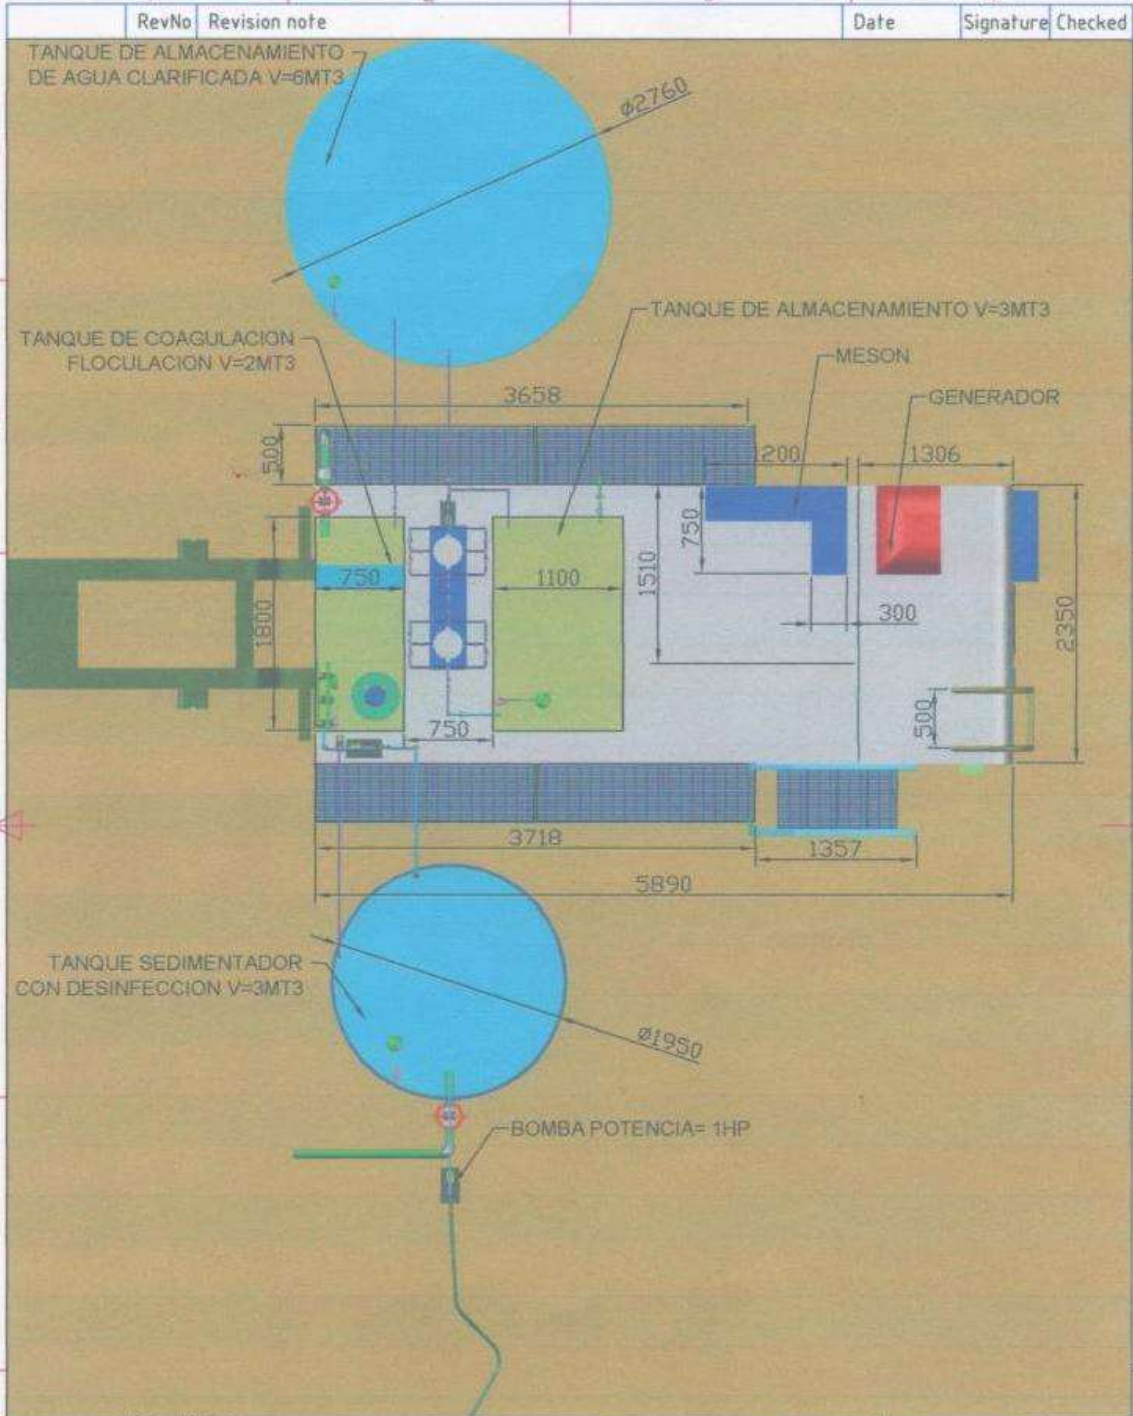 RevNo Revision note Date Signature Checked
TANQUE DE ALMACENAMIENTO
DE AGUA CLARIFICADA V=6MT3
ø2760
TANQUE DE ALMACENAMIENTO V=3MT3
TANQUE DE COAGULACION
FLOCULACION V=2MT3
MESON
GENERADOR
3658
500
1200
1306
750
1510
750
1100
300
1800
2350
500
750
3718
1357
5890
TANQUE SEDIMENTADOR
CON DESINFECCION V=3MT3
ø1950
BOMBA POTENCIA= 1HP